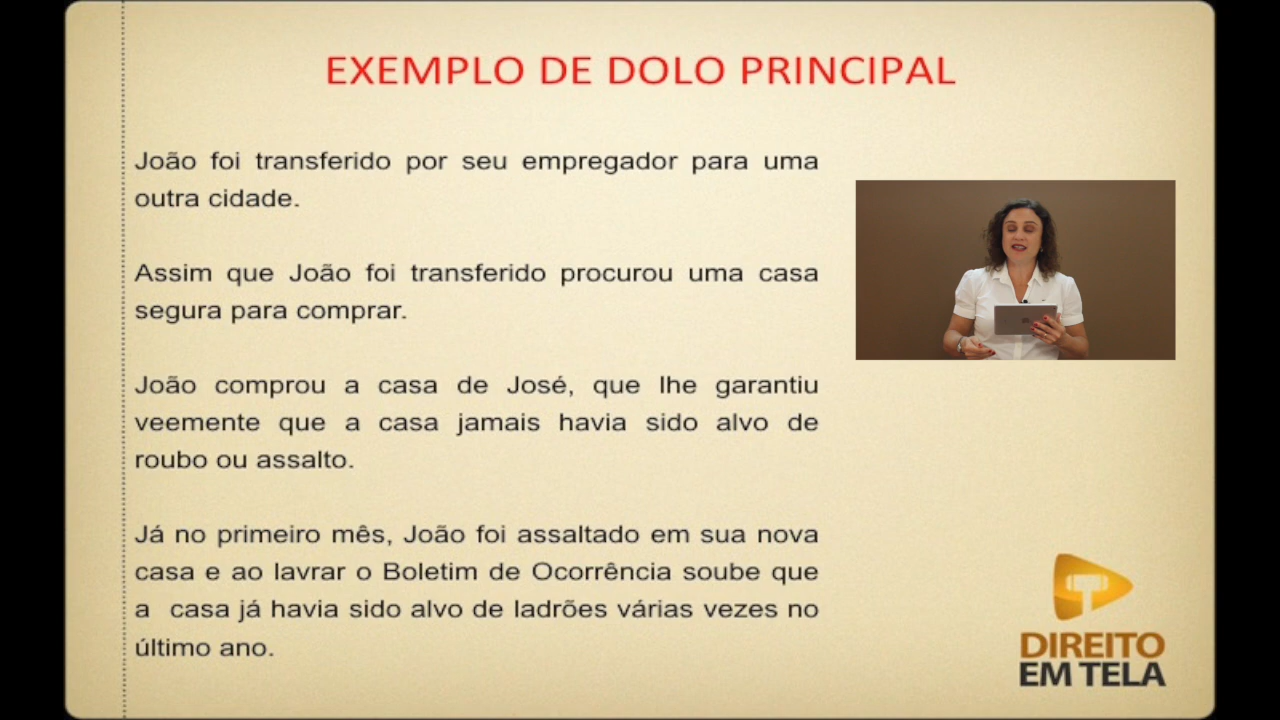 EXEMPLO DE DOLO PRINCIPAL
João foi transferido por seu empregador para uma
outra cidade.
Assim que João foi transferido procurou uma casa
segura para comprar.
João comprou a casa de José, que lhe garantiu
veemente que a casa jamais havia sido alvo de
roubo ou assalto.
Já no primeiro mês, João foi assaltado em sua nova
casa e ao lavrar o Boletim de Ocorrência soube que
a  casa já havia sido alvo de ladrões várias vezes no
último ano.
DIREITO
EM TELA